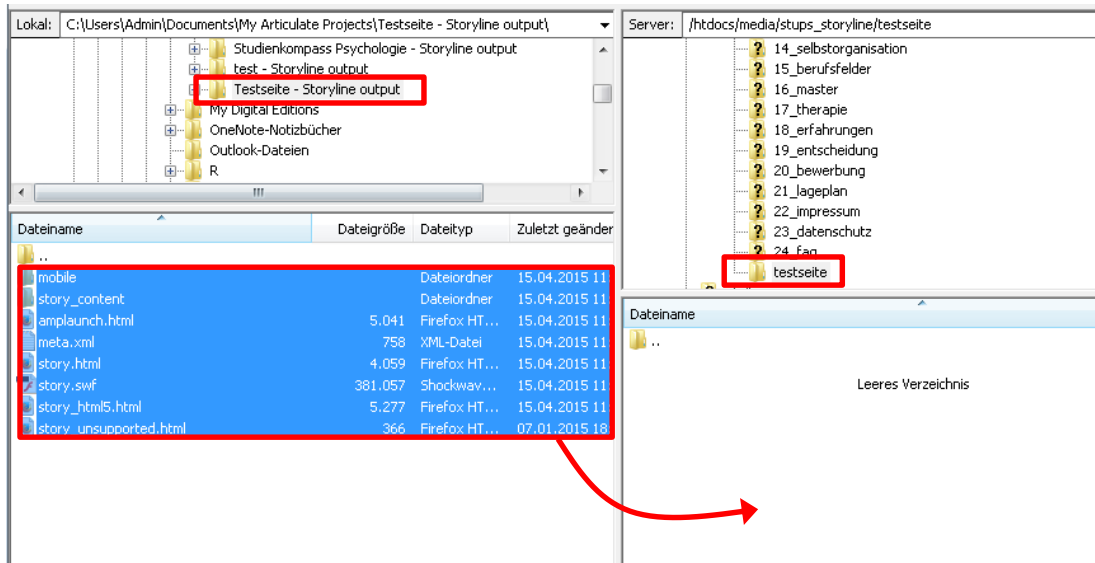 Lokal: C:\Users\Admin\Documents\My Articulate Projects\Testseite - Storyline output\
Studienkompass Psychologie - Storyline output
test - Storyline output
Testseite - Storyline output
My Digital Editions
OneNote-Notizbücher
Outlook-Dateien
R
Dateiname Dateigröße Dateityp Zuletzt geänder
..
mobile Dateiordner 15.04.2015 11:
story_content Dateiordner 15.04.2015 11:
amplaunch.html 5.041 Firefox HT... 15.04.2015 11:
meta.xml 758 XML-Datei 15.04.2015 11:
story.html 4.059 Firefox HT... 15.04.2015 11:
story.swf 381.057 Shockwav... 15.04.2015 11:
story_html5.html 5.277 Firefox HT... 15.04.2015 11:
story_unsupported.html 366 Firefox HT... 07.01.2015 18:
Server: /htdocs/media/stups_storyline/testseite
? 14_selbstorganisation
? 15_berufsfelder
? 16_master
? 17_therapie
? 18_erfahrungen
? 19_entscheidung
? 20_bewerbung
? 21_lageplan
? 22_impressum
? 23_datenschutz
? 24_faq
testseite
Dateiname
..
Leeres Verzeichnis